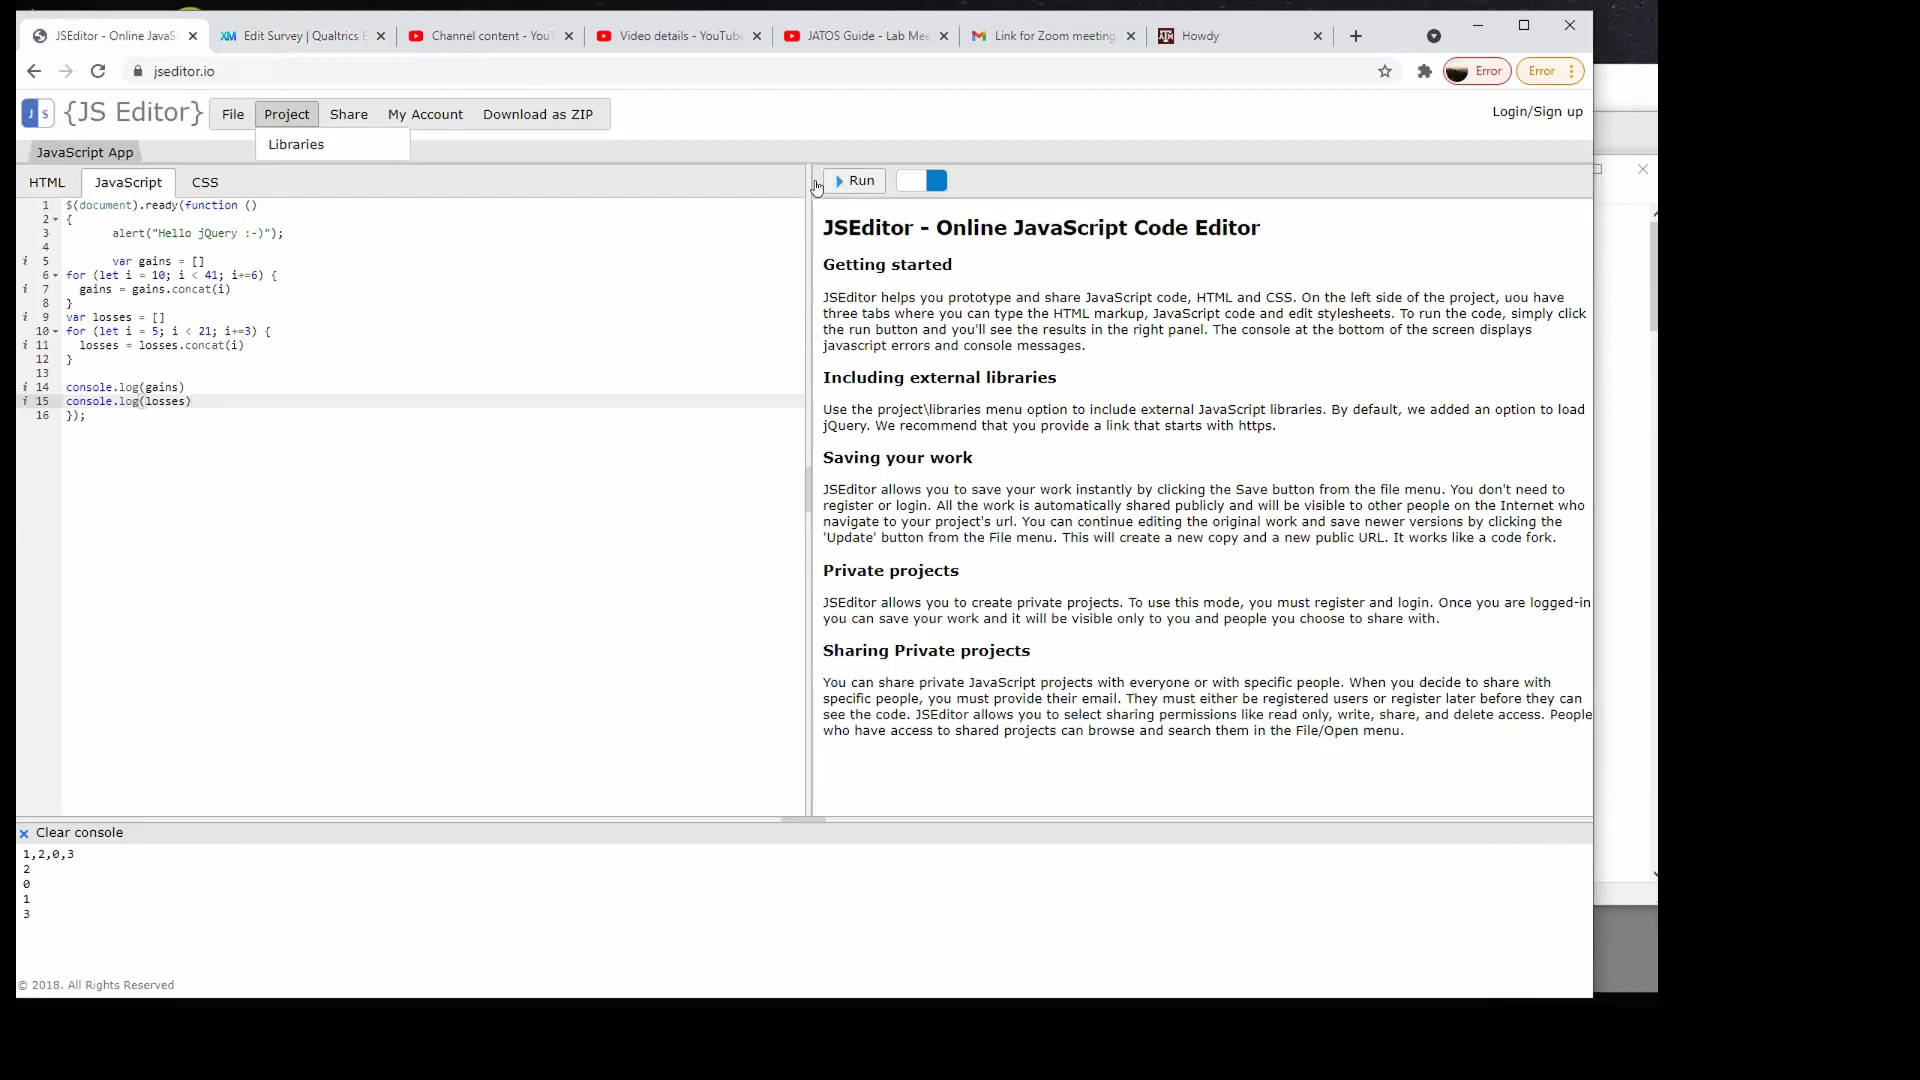 JSEditor - Online JavaS
Edit Survey | Qualtrics E
Channel content - YouT
Video details - YouTube
JATOS Guide - Lab Mee
Link for Zoom meeting
Howdy
jseditor.io
Error
Error
JS {JS Editor}
File
Project
Share
My Account
Download as ZIP
Login/Sign up
Libraries
JavaScript App
HTML
JavaScript
CSS
Run
1 $(document).ready(function ()
2 {
3 alert("Hello jQuery :-)");
4
5 var gains = []
6 for (let i = 10; i < 41; i+=6) {
7 gains = gains.concat(i)
8 }
9 var losses = []
10 for (let i = 5; i < 21; i+=3) {
11 losses = losses.concat(i)
12 }
13
14 console.log(gains)
15 console.log(losses)
16 });
JSEditor - Online JavaScript Code Editor
Getting started
JSEditor helps you prototype and share JavaScript code, HTML and CSS. On the left side of the project, uou have
three tabs where you can type the HTML markup, JavaScript code and edit stylesheets. To run the code, simply click
the run button and you'll see the results in the right panel. The console at the bottom of the screen displays
javascript errors and console messages.
Including external libraries
Use the project\libraries menu option to include external JavaScript libraries. By default, we added an option to load
jQuery. We recommend that you provide a link that starts with https.
Saving your work
JSEditor allows you to save your work instantly by clicking the Save button from the file menu. You don't need to
register or login. All the work is automatically shared publicly and will be visible to other people on the Internet who
navigate to your project's url. You can continue editing the original work and save newer versions by clicking the
'Update' button from the File menu. This will create a new copy and a new public URL. It works like a code fork.
Private projects
JSEditor allows you to create private projects. To use this mode, you must register and login. Once you are logged-in
you can save your work and it will be visible only to you and people you choose to share with.
Sharing Private projects
You can share private JavaScript projects with everyone or with specific people. When you decide to share with
specific people, you must provide their email. They must either be registered users or register later before they can
see the code. JSEditor allows you to select sharing permissions like read only, write, share, and delete access. People
who have access to shared projects can browse and search them in the File/Open menu.
Clear console
1,2,0,3
2
0
1
3
© 2018. All Rights Reserved